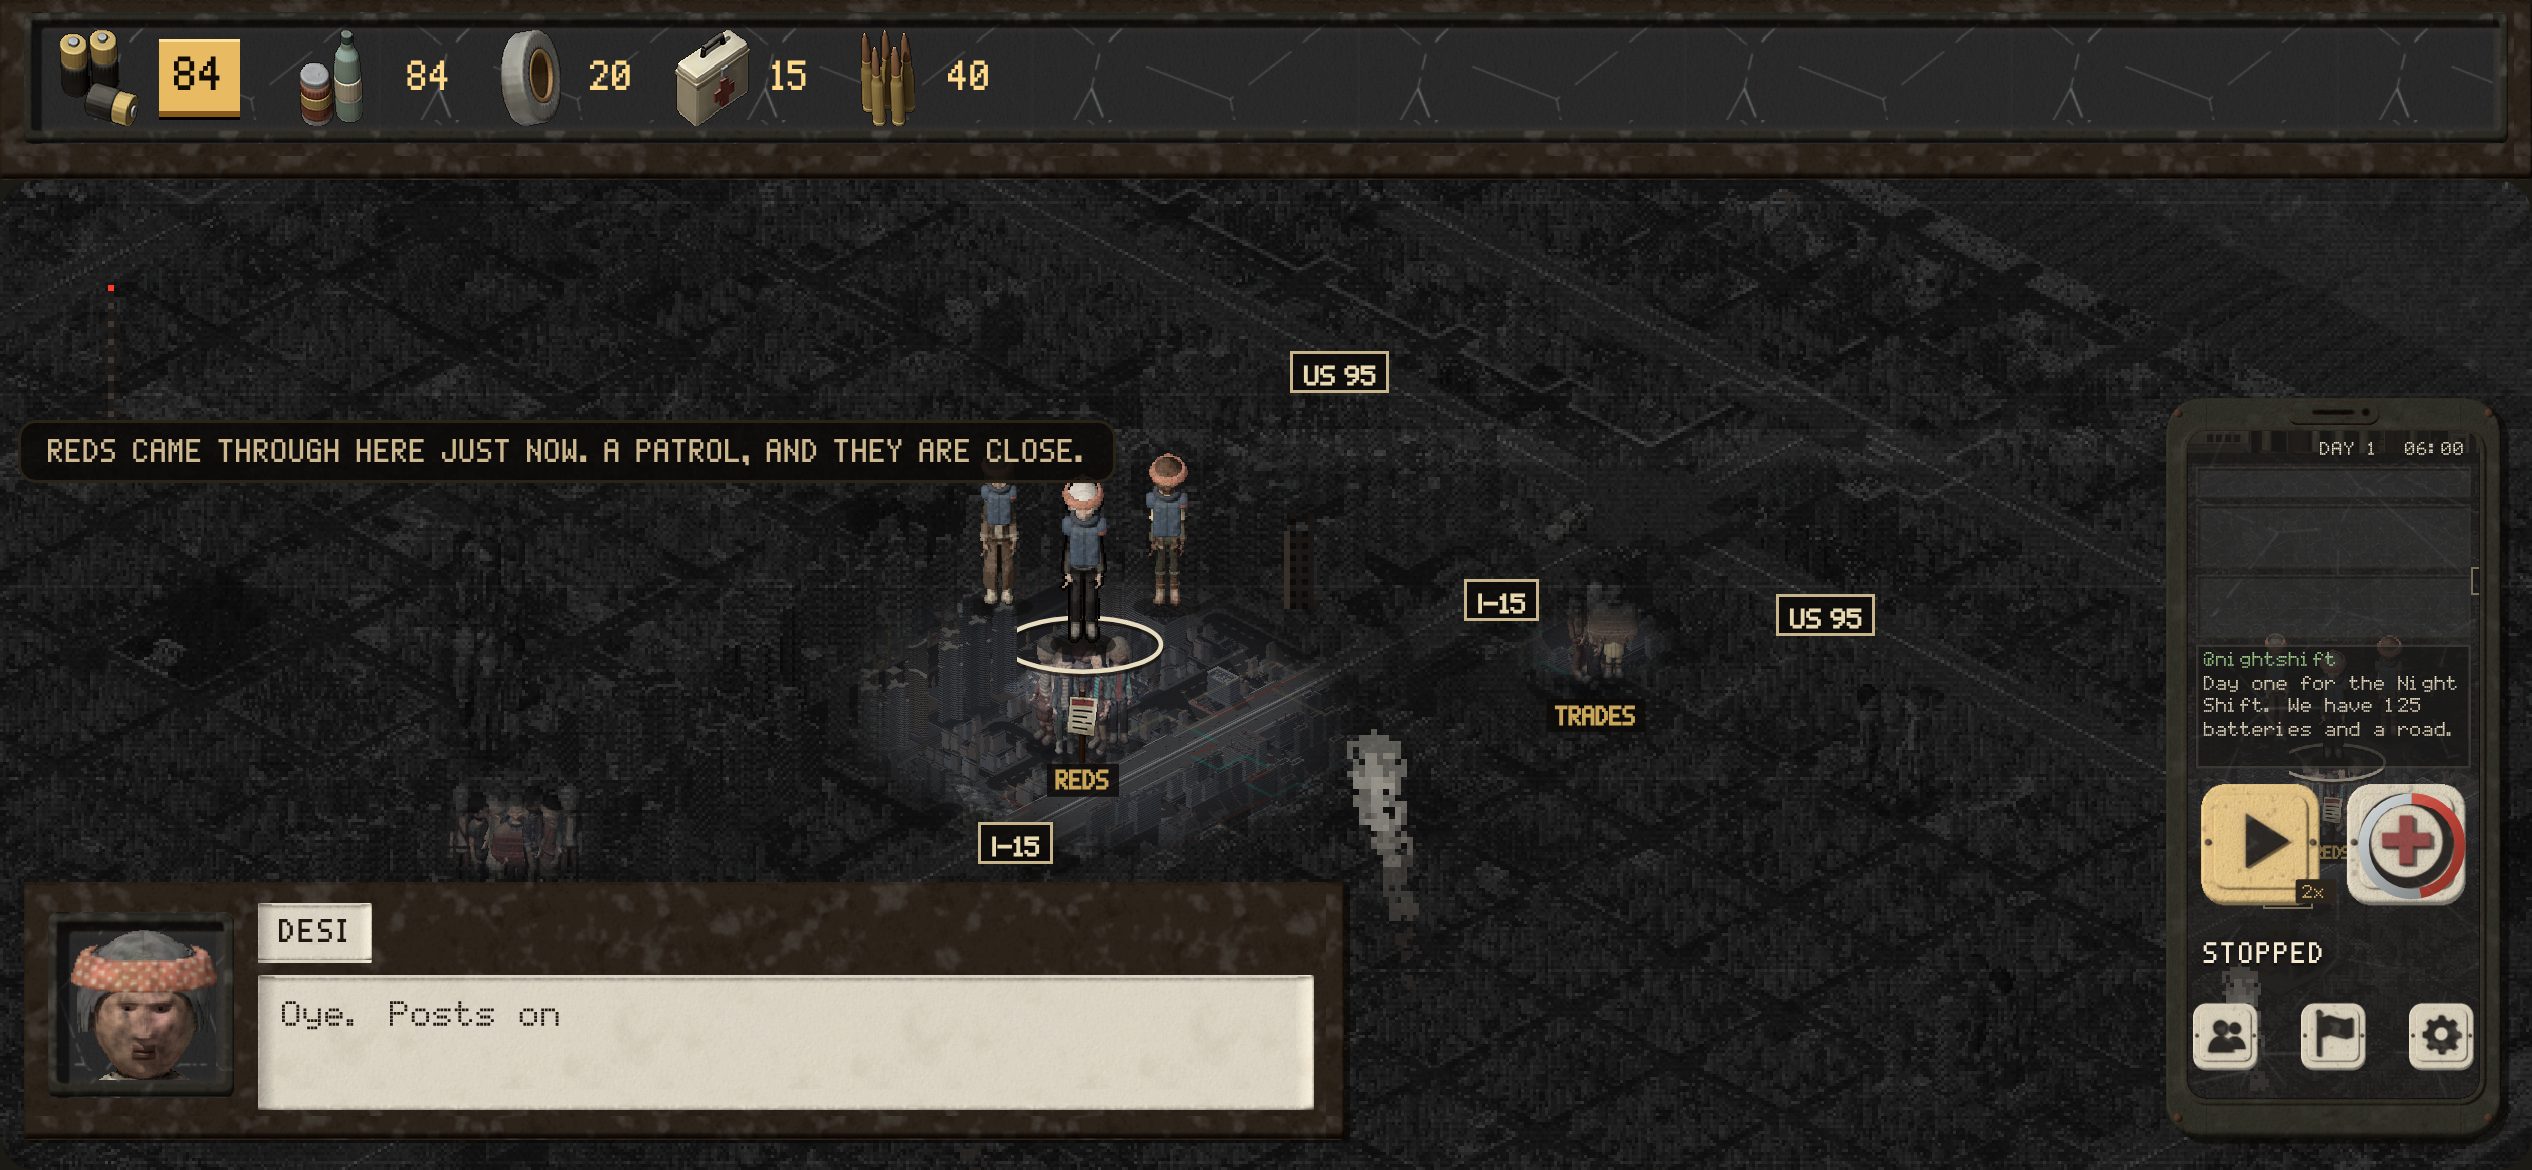 84
84
20
15
40
US 95
REDS CAME THROUGH HERE JUST NOW. A PATROL, AND THEY ARE CLOSE.
DAY 1 06:00
I-15
US 95
@nightshift
Day one for the Night
Shift. We have 125
batteries and a road.
TRADES
REDS
I-15
REDS
2x
DESI
STOPPED
Oye. Posts on